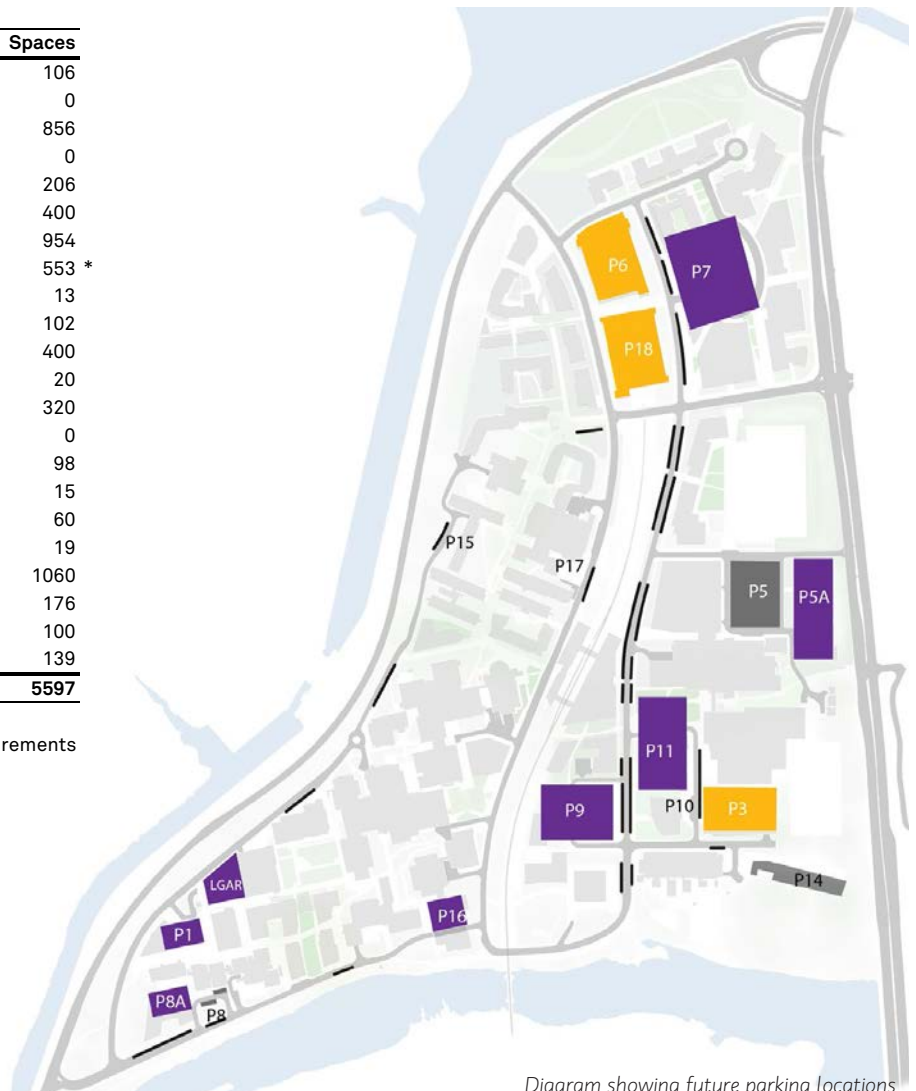 Spaces
106
0
856
0
206
400
954
553 *
13
102
400
20
320
0
98
15
60
19
1060
176
100
139
5597
rements
P6
P7
P18
P15
P17
P5
P5A
P11
P10
P9
P3
P14
LGAR
P16
P1
P8A
P8
Diagram showing future parking locations